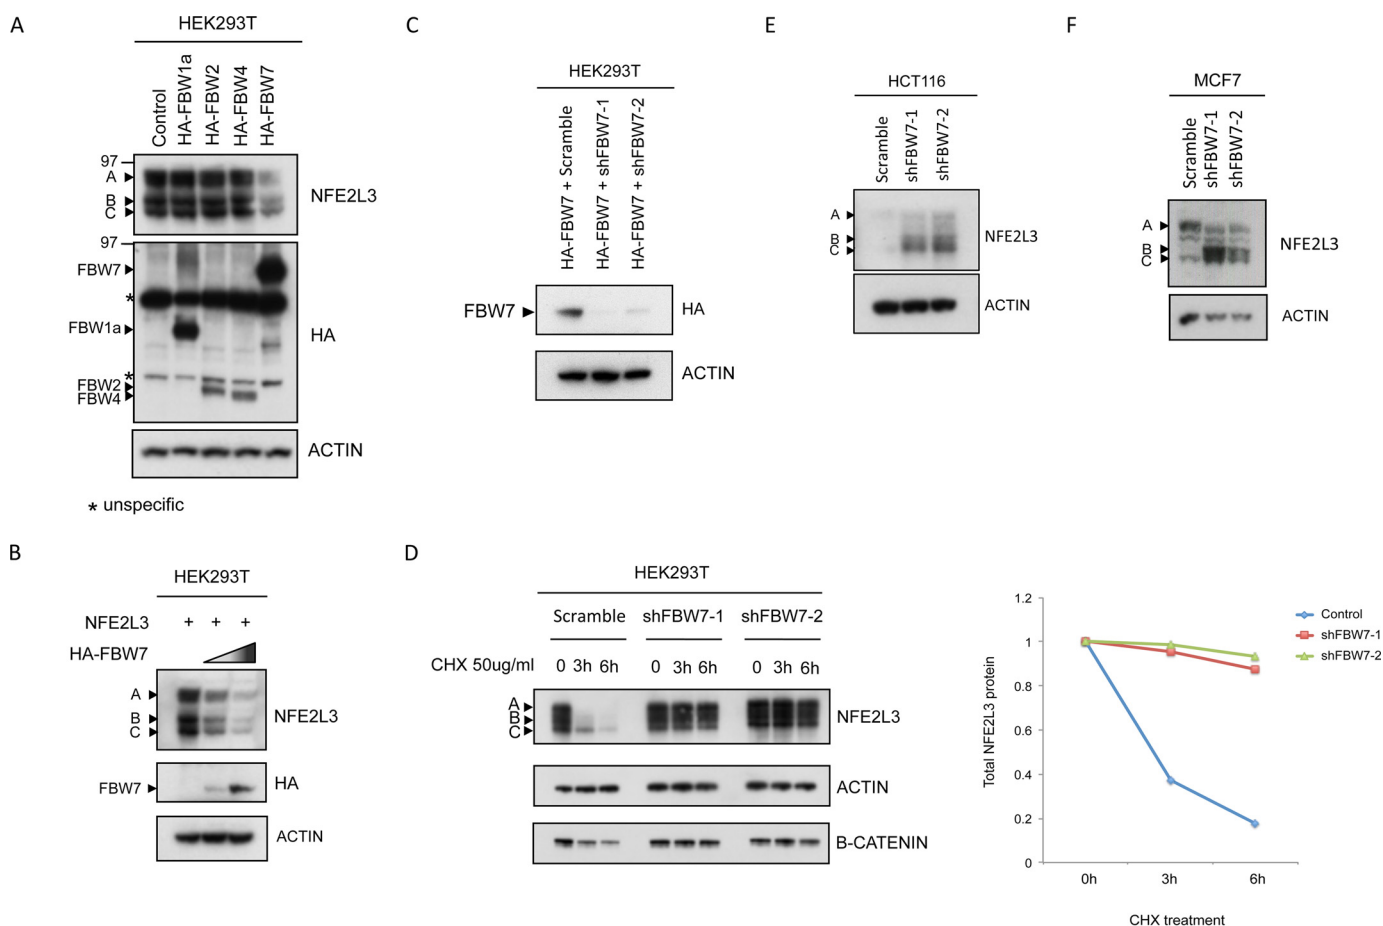 A
HEK293T
Control
HA-FBW1a
HA-FBW2
HA-FBW4
HA-FBW7
97
A
B
C
NFE2L3
97
FBW7
*
FBW1a
HA
*
FBW2
FBW4
ACTIN
* unspecific
B
HEK293T
NFE2L3 + + +
HA-FBW7
A
B
C
NFE2L3
FBW7
HA
ACTIN
C
HEK293T
HA-FBW7 + Scramble
HA-FBW7 + shFBW7-1
HA-FBW7 + shFBW7-2
FBW7
HA
ACTIN
D
HEK293T
Scramble shFBW7-1 shFBW7-2
CHX 50ug/ml 0 3h 6h 0 3h 6h 0 3h 6h
A
B
C
NFE2L3
ACTIN
B-CATENIN
1.2
1
0.8
0.6
0.4
0.2
0
Total NFE2L3 protein
0h 3h 6h
CHX treatment
Control
shFBW7-1
shFBW7-2
E
HCT116
Scramble
shFBW7-1
shFBW7-2
A
B
C
NFE2L3
ACTIN
F
MCF7
Scramble
shFBW7-1
shFBW7-2
A
B
C
NFE2L3
ACTIN